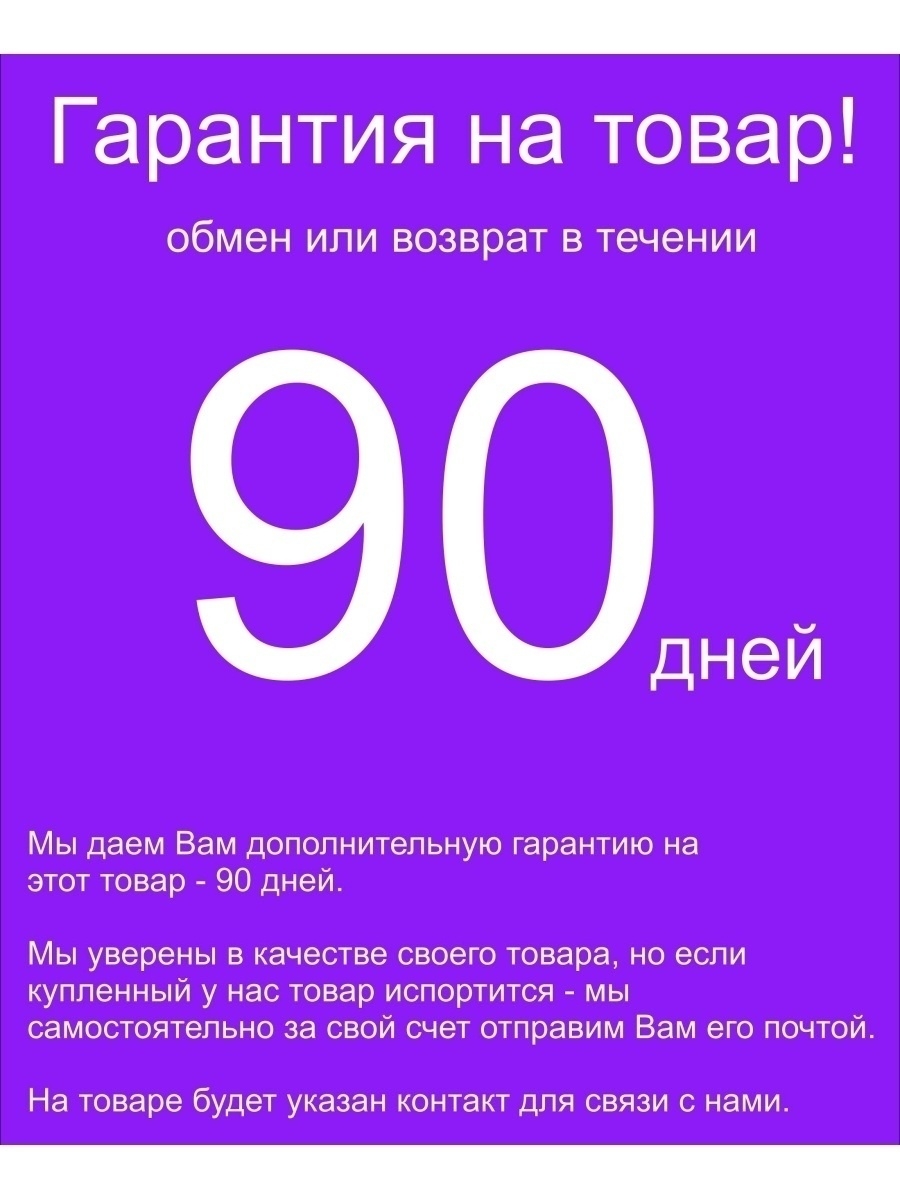 Гарантия на товар!
обмен или возврат в течении
90
дней
Мы даем Вам дополнительную гарантию на
этот товар - 90 дней.
Мы уверены в качестве своего товара, но если
купленный у нас товар испортится - мы
самостоятельно за свой счет отправим Вам его почтой.
На товаре будет указан контакт для связи с нами.